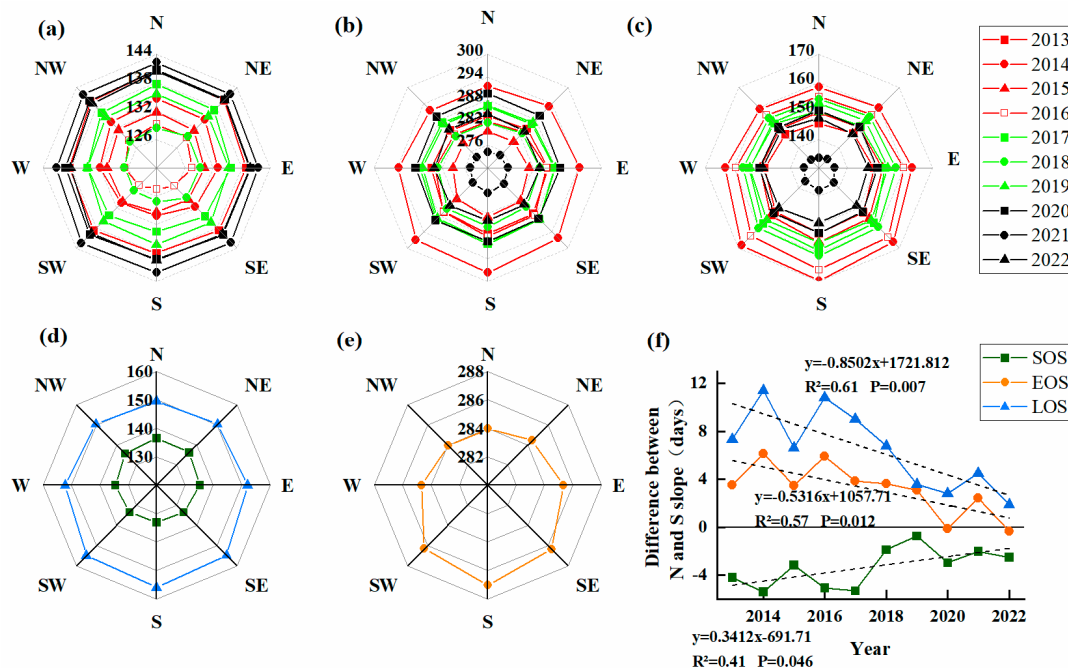 (a)
N
NE
E
SE
S
SW
W
NW
144
138
132
126
(b)
N
NE
E
SE
S
SW
W
NW
300
294
288
282
276
(c)
N
NE
E
SE
S
SW
W
NW
170
160
150
140
2013
2014
2015
2016
2017
2018
2019
2020
2021
2022
(d)
N
NE
E
SE
S
SW
W
NW
160
150
140
130
(e)
N
NE
E
SE
S
SW
W
NW
288
286
284
282
(f)
SOS
EOS
LOS
y=-0.8502x+1721.812
R²=0.61 P=0.007
y=-0.5316x+1057.71
R²=0.57 P=0.012
y=0.3412x-691.71
R²=0.41 P=0.046
Difference between
N and S slope（days）
12
8
4
0
-4
2014
2016
2018
2020
2022
Year